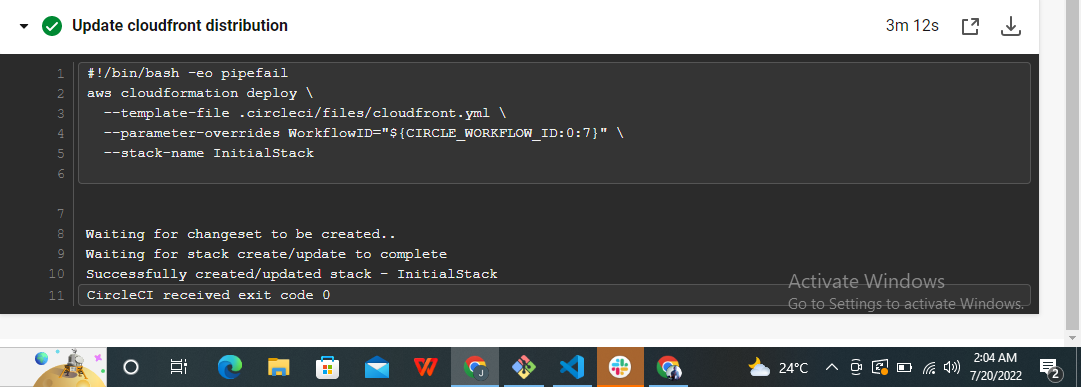 Update cloudfront distribution
3m 12s
1 #!/bin/bash -eo pipefail
2 aws cloudformation deploy \
3 --template-file .circleci/files/cloudfront.yml \
4 --parameter-overrides WorkflowID="${CIRCLE_WORKFLOW_ID:0:7}" \
5 --stack-name InitialStack
6
7
8 Waiting for changeset to be created..
9 Waiting for stack create/update to complete
10 Successfully created/updated stack - InitialStack
11 CircleCI received exit code 0
Activate Windows
Go to Settings to activate Windows.
24°C
2:04 AM
7/20/2022
2